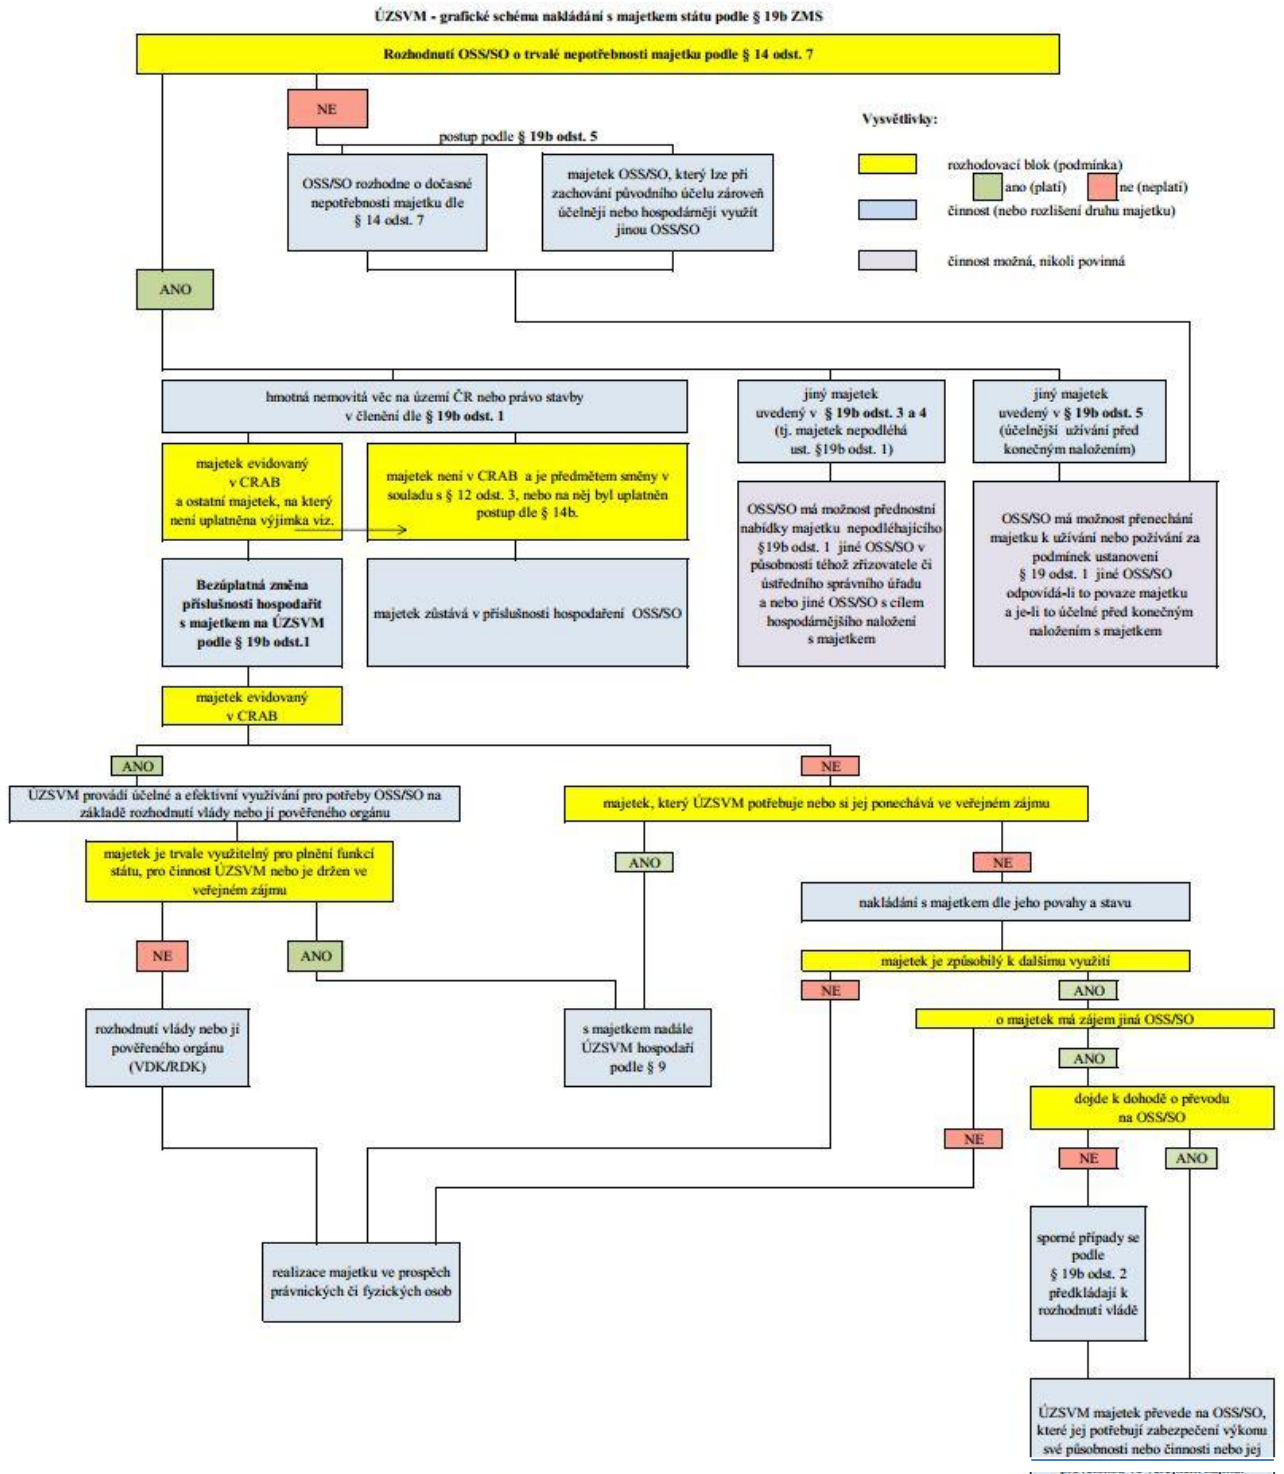 ÚZSVM - grafické schéma nakládání s majetkem státu podle § 19b ZMS
Rozhodnutí OSS/SO o trvalé nepotřebnosti majetku podle § 14 odst. 7
NE
postup podle § 19b odst. 5
OSS/SO rozhodne o dočasné
nepotřebnosti majetku dle
§ 14 odst. 7
majetek OSS/SO, který lze při
zachování původního účelu zároveň
účelněji nebo hospodárněji využít
jinou OSS/SO
Vysvětlivky:
rozhodovací blok (podmínka)
ano (platí)
ne (neplatí)
činnost (nebo rozlišení druhu majetku)
činnost možná, nikoli povinná
ANO
hmotná nemovitá věc na území ČR nebo právo stavby
v členění dle § 19b odst. 1
jiný majetek
uvedený v § 19b odst. 3 a 4
(tj. majetek nepodléhá
ust. §19b odst. 1)
jiný majetek
uvedený v § 19b odst. 5
(účelnější užívání před
konečným naložením)
majetek evidovaný
v CRAB
a ostatní majetek, na který
není uplatněna výjimka viz.
majetek není v CRAB a je předmětem směny v
souladu s § 12 odst. 3, nebo na něj byl uplatněn
postup dle § 14b.
OSS/SO má možnost přednostní
nabídky majetku nepodléhajícího
§19b odst. 1 jiné OSS/SO v
působnosti téhož zřizovatele či
ústředního správního úřadu
a nebo jiné OSS/SO s cílem
hospodárnějšího naložení
s majetkem
OSS/SO má možnost přenechání
majetku k užívání nebo požívání za
podmínek ustanovení
§ 19 odst. 1 jiné OSS/SO
odpovídá-li to povaze majetku
a je-li to účelné před konečným
naložením s majetkem
Bezúplatná změna
příslušnosti hospodařit
s majetkem na ÚZSVM
podle § 19b odst.1
majetek zůstává v příslušnosti hospodaření OSS/SO
majetek evidovaný
v CRAB
ANO
NE
ÚZSVM provádí účelné a efektivní využívání pro potřeby OSS/SO na
základě rozhodnutí vlády nebo jí pověřeného orgánu
majetek, který ÚZSVM potřebuje nebo si jej ponechává ve veřejném zájmu
majetek je trvale využitelný pro plnění funkcí
státu, pro činnost ÚZSVM nebo je držen ve
veřejném zájmu
ANO
NE
nakládání s majetkem dle jeho povahy a stavu
NE
ANO
majetek je způsobilý k dalšímu využití
NE
ANO
rozhodnutí vlády nebo jí
pověřeného orgánu
(VDK/RDK)
s majetkem nadále
ÚZSVM hospodaří
podle § 9
o majetek má zájem jiná OSS/SO
ANO
dojde k dohodě o převodu
na OSS/SO
NE
NE
ANO
sporné případy se
podle
§ 19b odst. 2
předkládají k
rozhodnutí vládě
realizace majetku ve prospěch
právnických či fyzických osob
ÚZSVM majetek převede na OSS/SO,
které jej potřebují zabezpečení výkonu
své působnosti nebo činnosti nebo jej